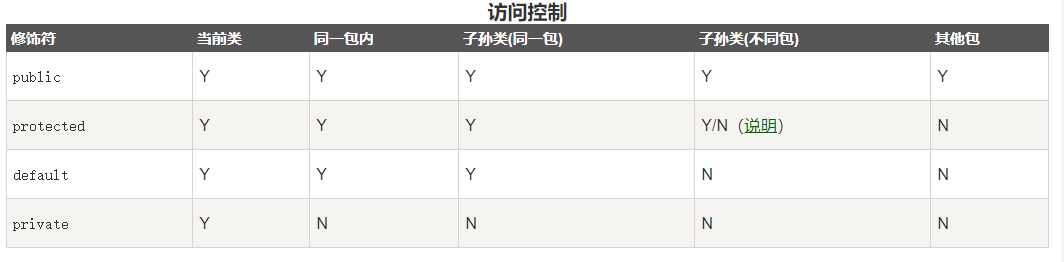 访问控制
修饰符 当前类 同一包内 子孙类(同一包) 子孙类(不同包) 其他包
public Y Y Y Y Y
protected Y Y Y Y/N（说明） N
default Y Y Y N N
private Y N N N N